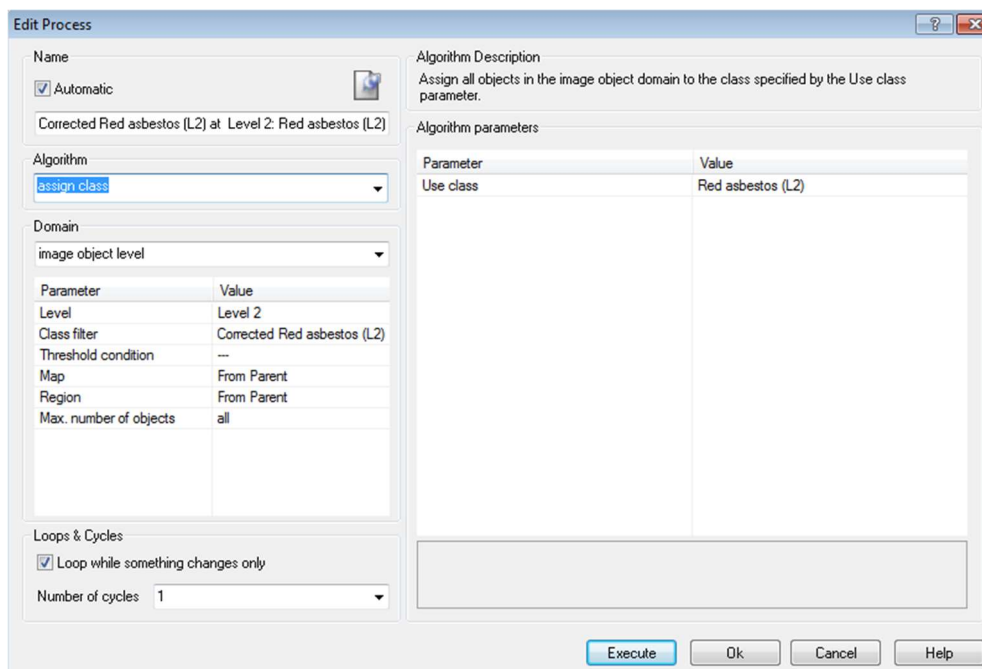 Edit Process
Name
Automatic
Corrected Red asbestos (L2) at Level 2: Red asbestos (L2)
Algorithm
assign class
Domain
image object level
Parameter Value
Level Level 2
Class filter Corrected Red asbestos (L2)
Threshold condition ---
Map From Parent
Region From Parent
Max. number of objects all
Loops & Cycles
Loop while something changes only
Number of cycles 1
Algorithm Description
Assign all objects in the image object domain to the class specified by the Use class
parameter.
Algorithm parameters
Parameter Value
Use class Red asbestos (L2)
Execute Ok Cancel Help